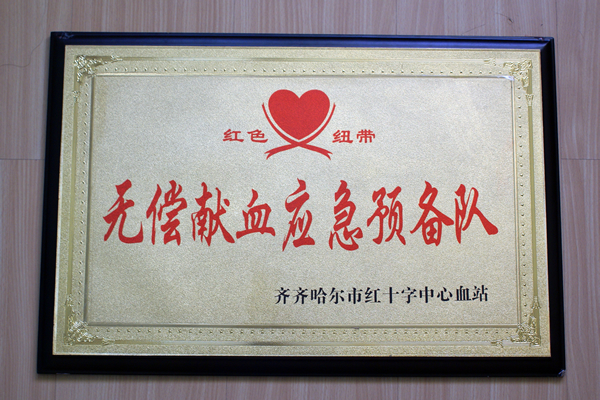 红色 纽带
无偿献血应急预备队
齐齐哈尔市红十字中心血站